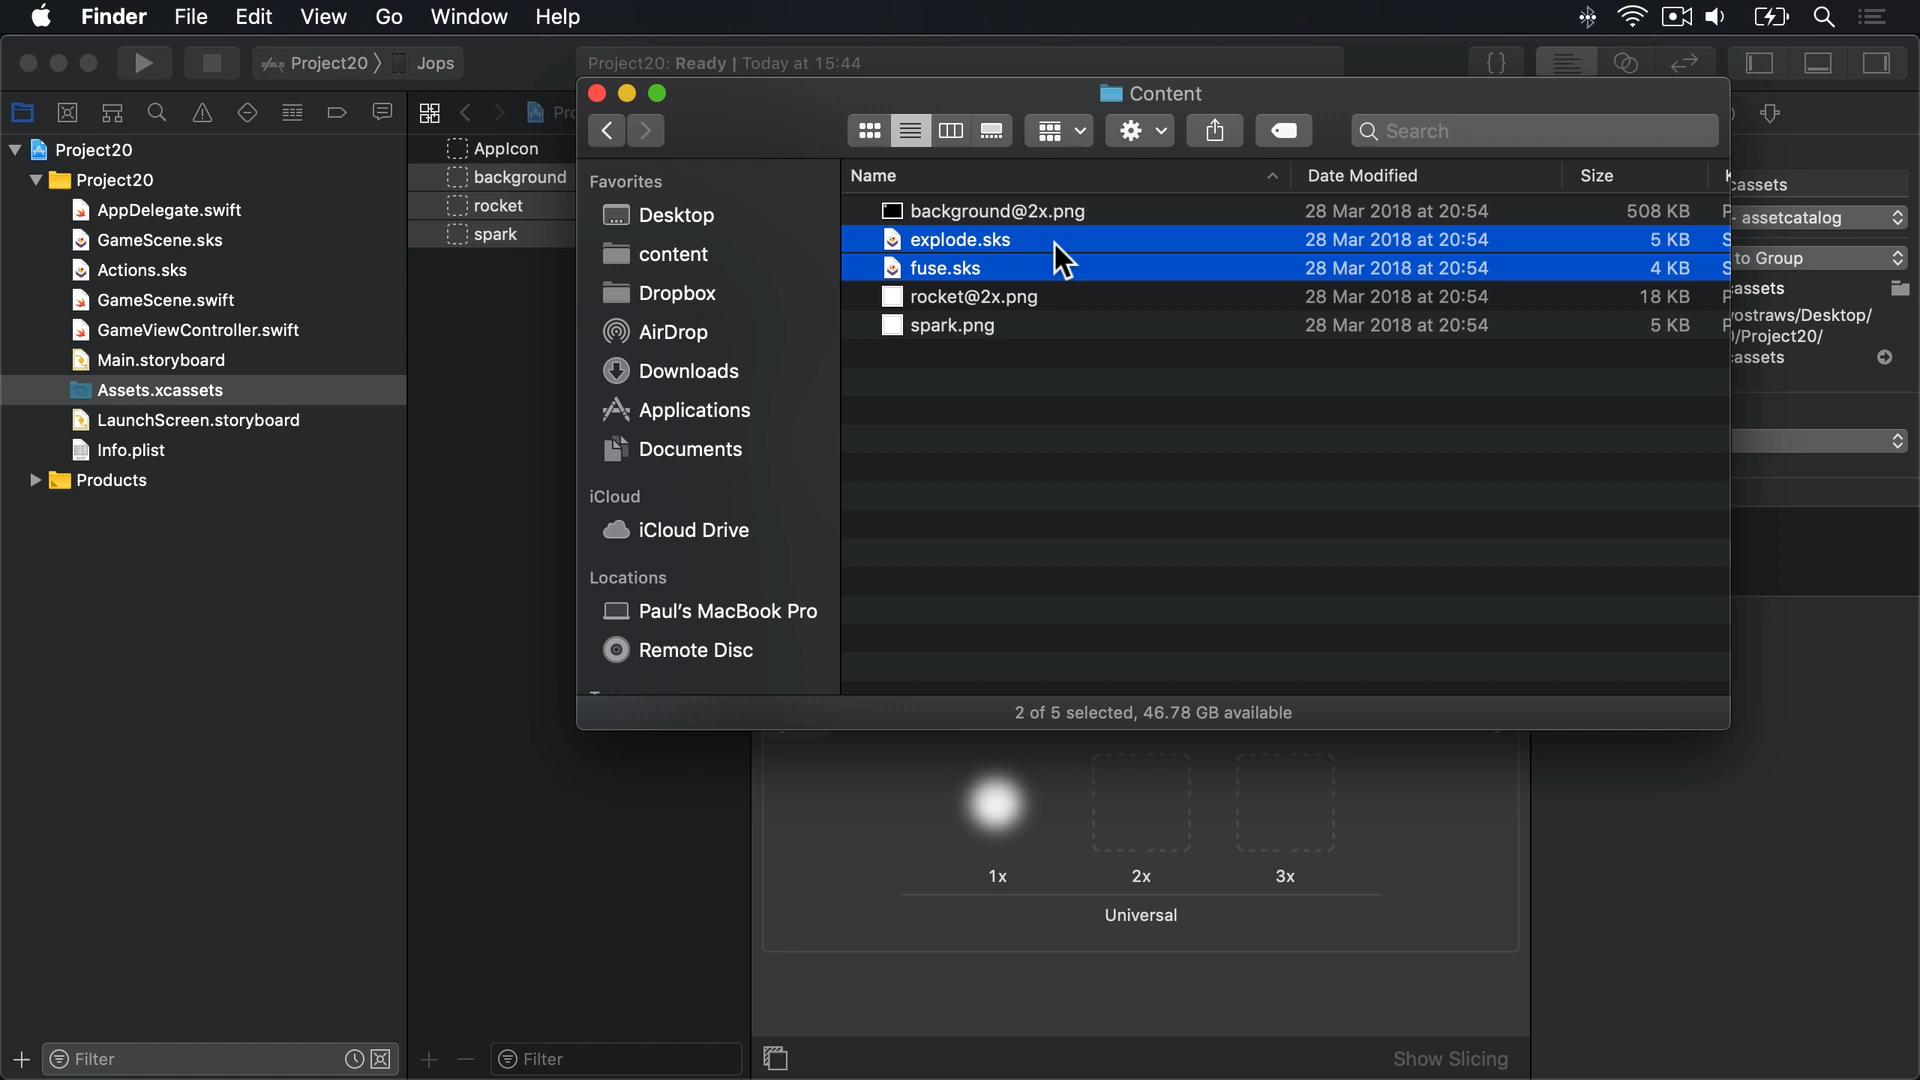 Finder File Edit View Go Window Help
Project20 Jops
Project20: Ready | Today at 15:44
Content
Search
Project20
Project20
AppDelegate.swift
GameScene.sks
Actions.sks
GameScene.swift
GameViewController.swift
Main.storyboard
Assets.xcassets
LaunchScreen.storyboard
Info.plist
Products
AppIcon
background
rocket
spark
Favorites
Desktop
content
Dropbox
AirDrop
Downloads
Applications
Documents
iCloud
iCloud Drive
Locations
Paul's MacBook Pro
Remote Disc
Name Date Modified Size
background@2x.png 28 Mar 2018 at 20:54 508 KB
explode.sks 28 Mar 2018 at 20:54 5 KB
fuse.sks 28 Mar 2018 at 20:54 4 KB
rocket@2x.png 28 Mar 2018 at 20:54 18 KB
spark.png 28 Mar 2018 at 20:54 5 KB
2 of 5 selected, 46.78 GB available
cassets
assetcatalog
to Group
assets
ostraws/Desktop/
/Project20/
cassets
1x 2x 3x
Universal
Filter
Filter
Show Slicing